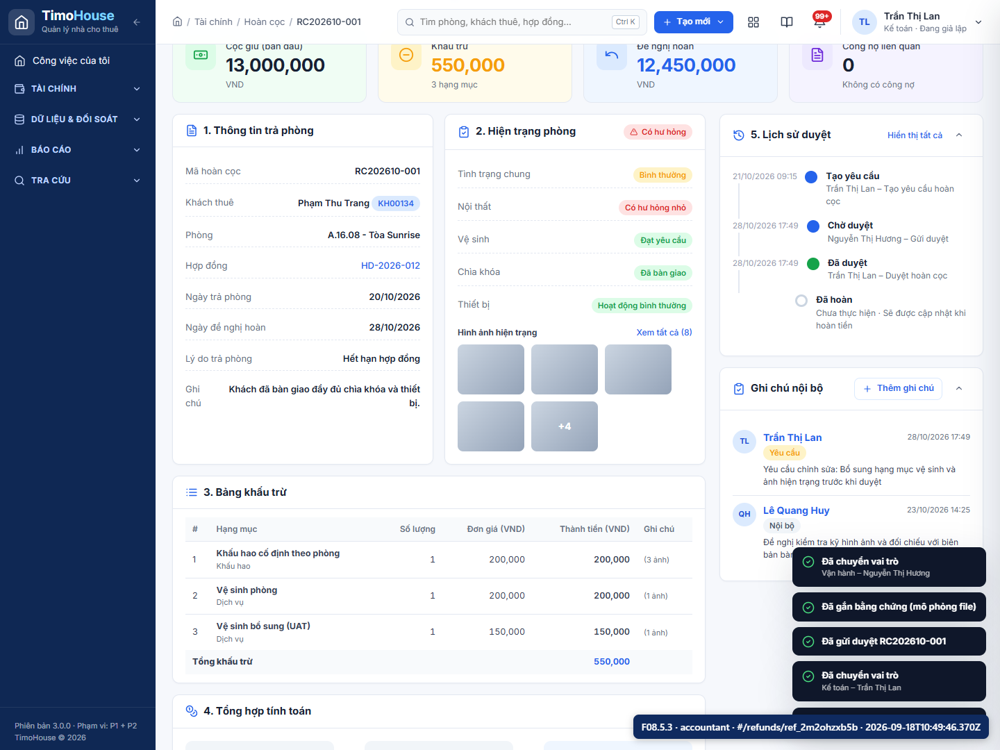 TimoHouse
Quản lý nhà cho thuê
Công việc của tôi
TÀI CHÍNH
DỮ LIỆU & ĐỐI SOÁT
BÁO CÁO
TRA CỨU
Phiên bản 3.0.0 · Phạm vi: P1 + P2
TimoHouse © 2026
/ Tài chính / Hoàn cọc / RC202610-001
Tìm phòng, khách thuê, hợp đồng...
Ctrl K
Tạo mới
99+
TL
Trần Thị Lan
Kế toán · Đang giả lập
Cọc giữ (ban đầu)
13,000,000
VND
Khấu trừ
550,000
3 hạng mục
Đề nghị hoàn
12,450,000
VND
Công nợ liên quan
0
Không có công nợ
1. Thông tin trả phòng
Mã hoàn cọc
RC202610-001
Khách thuê
Phạm Thu Trang KH00134
Phòng
A.16.08 - Tòa Sunrise
Hợp đồng
HD-2026-012
Ngày trả phòng
20/10/2026
Ngày đề nghị hoàn
28/10/2026
Lý do trả phòng
Hết hạn hợp đồng
Ghi chú
Khách đã bàn giao đầy đủ chìa khóa và thiết bị.
2. Hiện trạng phòng
Có hư hỏng
Tình trạng chung
Bình thường
Nội thất
Có hư hỏng nhỏ
Vệ sinh
Đạt yêu cầu
Chìa khóa
Đã bàn giao
Thiết bị
Hoạt động bình thường
Hình ảnh hiện trạng
Xem tất cả (8)
+4
3. Bảng khấu trừ
# Hạng mục Số lượng Đơn giá (VND) Thành tiền (VND) Ghi chú
1 Khấu hao cố định theo phòng 1 200,000 200,000 (3 ảnh)
Khấu hao
2 Vệ sinh phòng 1 200,000 200,000 (1 ảnh)
Dịch vụ
3 Vệ sinh bổ sung (UAT) 1 150,000 150,000 (1 ảnh)
Dịch vụ
Tổng khấu trừ 550,000
4. Tổng hợp tính toán
5. Lịch sử duyệt
Hiển thị tất cả
21/10/2026 09:15
Tạo yêu cầu
Trần Thị Lan – Tạo yêu cầu hoàn
cọc
28/10/2026 17:49
Chờ duyệt
Nguyễn Thị Hương – Gửi duyệt
28/10/2026 17:49
Đã duyệt
Trần Thị Lan – Duyệt hoàn cọc
Đã hoàn
Chưa thực hiện · Sẽ được cập nhật khi
hoàn tiền
Ghi chú nội bộ
Thêm ghi chú
TL
Trần Thị Lan
28/10/2026 17:49
Yêu cầu
Yêu cầu chỉnh sửa: Bổ sung hạng mục vệ sinh và
ảnh hiện trạng trước khi duyệt
QH
Lê Quang Huy
23/10/2026 14:25
Nội bộ
Đề nghị kiểm tra kỹ hình ảnh và đối chiếu với biên
bản bàn
Đã chuyển vai trò
Vận hành – Nguyễn Thị Hương
Đã gắn bằng chứng (mô phỏng file)
Đã gửi duyệt RC202610-001
Đã chuyển vai trò
Kế toán – Trần Thị Lan
F08.5.3 · accountant · #/refunds/ref_2m2ohzxb5b · 2026-09-18T10:49:46.370Z